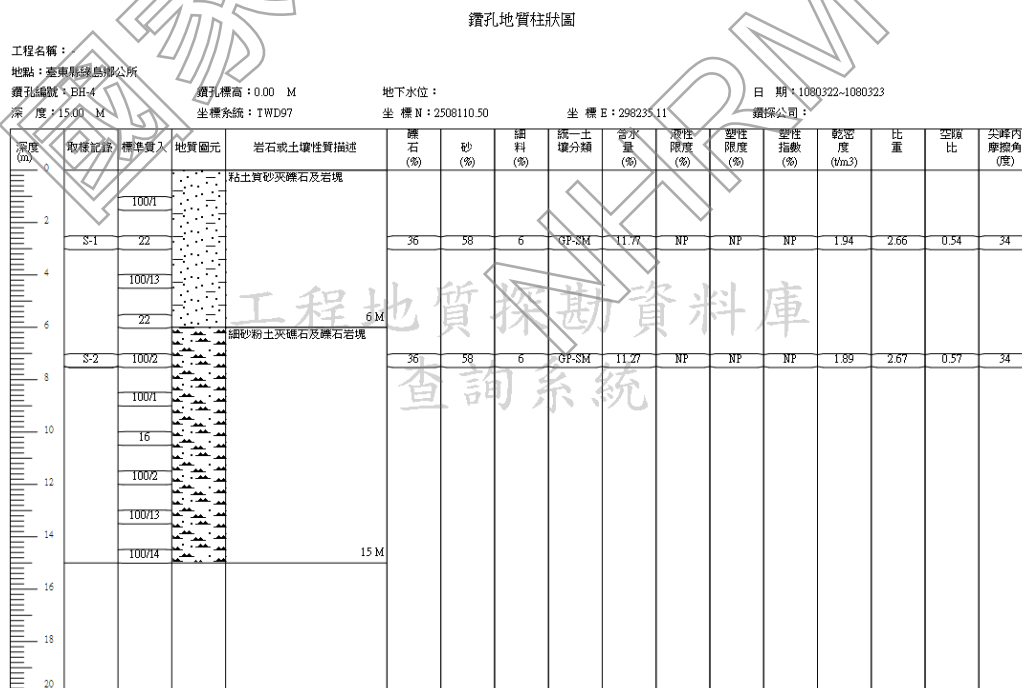 鑽孔地質柱狀圖
工程名稱：-
地點：臺東縣綠島鄉公所
鑽孔編號：BH-4 鑽孔標高：0.00 M 地下水位： 日 期：1080322~1080323
深 度：15.00 M 坐標系統：TWD97 坐 標 N：2508110.50 坐 標 E：298235.11 鑽探公司：
深度(m) 取樣記錄 標準貫入 地質圖元 岩石或土壤性質描述 礫石(%) 砂(%) 細料(%) 統一土壤分類 含水量(%) 液性限度(%) 塑性限度(%) 塑性指數(%) 乾密度(t/m3) 比重 空隙比 尖峰內摩擦角(度)
0
粘土質砂夾礫石及岩塊
100/1
2
S-1 22 36 58 6 GP-SM 11.77 NP NP NP 1.94 2.66 0.54 34
4
100/13
22 6 M
6
細砂粉土夾礁石及礫石岩塊
S-2 100/2 36 58 6 GP-SM 11.27 NP NP NP 1.89 2.67 0.57 34
8
100/1
10
16
100/2
12
100/13
14
100/14 15 M
16
18
20
國家
NHRM
工程地質探勘資料庫
查詢系統